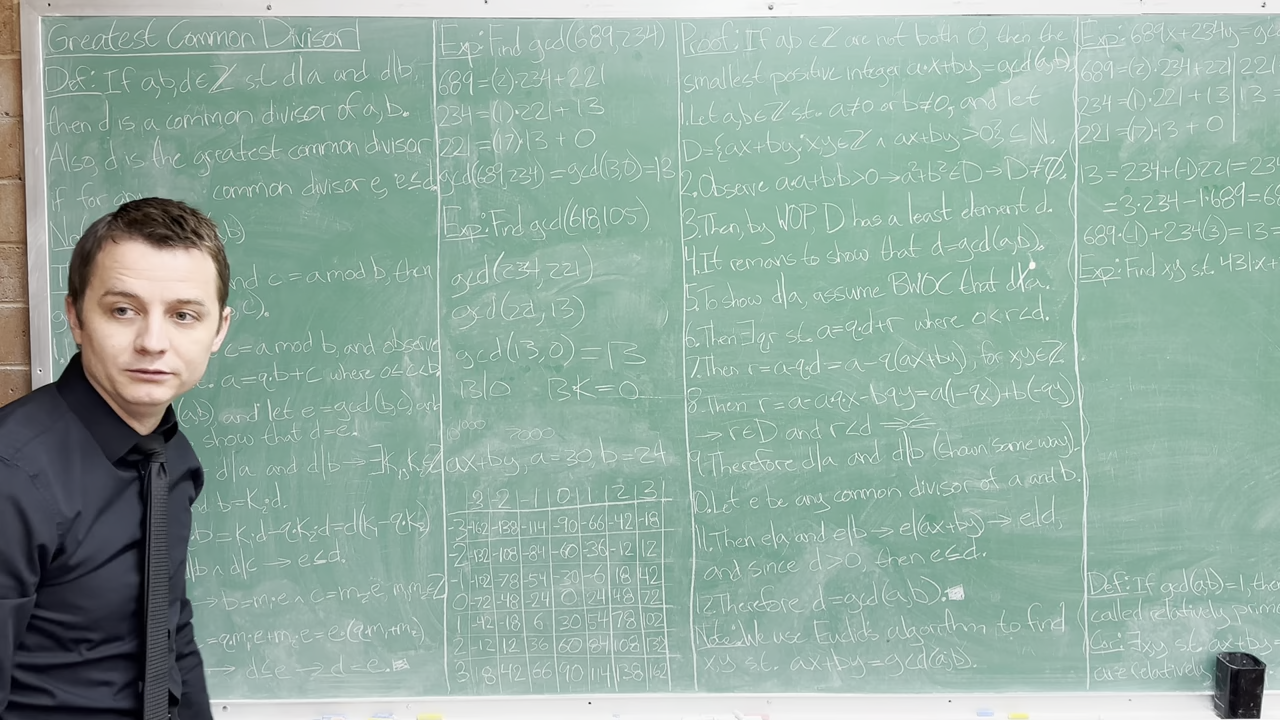 Greatest Common Divisor
Def: If a,b,d∈ℤ s.t. d|a and d|b,
then d is a common divisor of a,b.
Also, d is the greatest common divisor
if for any common divisor e, e≤d.
b)
and c = a mod b, then
c).
c = a mod b, and observe
a=q·b+c where 0≤c<b
(a,b) and let e=gcd(b,c), and
show that d=e.
d|a and d|b → ∃k₁,k₂∈ℤ
b=k₂d.
b=k₁d-q·k₂d=d(k₁-q·k₂)
d|b ∧ d|c → e≤d.
→ b=m₁e ∧ c=m₂e, m₁,m₂∈ℤ
=qm₁e+m₂e=e(qm₁+m₂)
→ d≤e → d=e.
Exp: Find gcd(689,234)
689=(2)·234+221
234=(1)·221+13
221=(17)·13+0
gcd(689,234)=gcd(13,0)=13
Exp: Find gcd(618,105)
gcd(234,221)
gcd(221,13)
gcd(13,0)=13
13|0 13K=0
ax+by, a=30, b=24
-3 -2 -1 0 1 2 3
-3 -162 -138 -114 -90 -66 -42 -18
-2 -132 -108 -84 -60 -36 -12 12
-1 -102 -78 -54 -30 -6 18 42
0 -72 -48 -24 0 24 48 72
1 -42 -18 6 30 54 78 102
2 -12 12 36 60 84 108 132
3 18 42 66 90 114 138 162
Proof: If a,b∈ℤ are not both 0, then the
smallest positive integer a·x+by=gcd(a,b).
1. Let a,b∈ℤ s.t. a≠0 or b≠0, and let
D={ax+by: x,y∈ℤ ∧ ax+by>0}⊆ℕ.
2. Observe a·a+b·b>0→a²+b²∈D→D≠∅.
3. Then, by WOP, D has a least element d.
4. It remans to show that d=gcd(a,b).
5. To show d|a, assume BWOC that d∤a.
6. Then ∃q,r s.t. a=q·d+r where 0<r<d.
7. Then r=a-q·d=a-q(ax+by), for x,y∈ℤ.
8. Then r=a-aqx-bqy=a(1-qx)+b(-qy)
→ r∈D and r<d
9. Therefore, d|a and d|b (shown same way).
10. Let e be any common divisor of a and b.
11. Then e|a and e|b → e|(ax+by) → e|d,
and since d>0, then e≤d.
12. Therefore d=gcd(a,b).
Note: We use Euclid's algorithm to find
x,y s.t. ax+by=gcd(a,b).
Exp: 689x+234y=gcd
689=(2)·234+221 221
234=(1)·221+13 13=
221=(17)·13+0
13=234+(-1)221=23
=3·234-1·689=68
689·(-1)+234(3)=13=
Exp: Find x,y s.t. 431·x+
Def: If gcd(a,b)=1, the
called relatively prim
Cor: ∃x,y s.t. ax+by=
are relatively